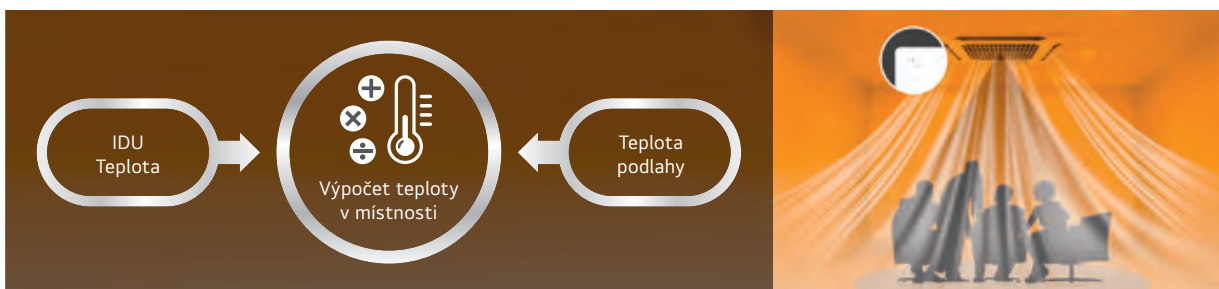 IDU
Teplota
Výpočet teploty
v místnosti
Teplota
podlahy